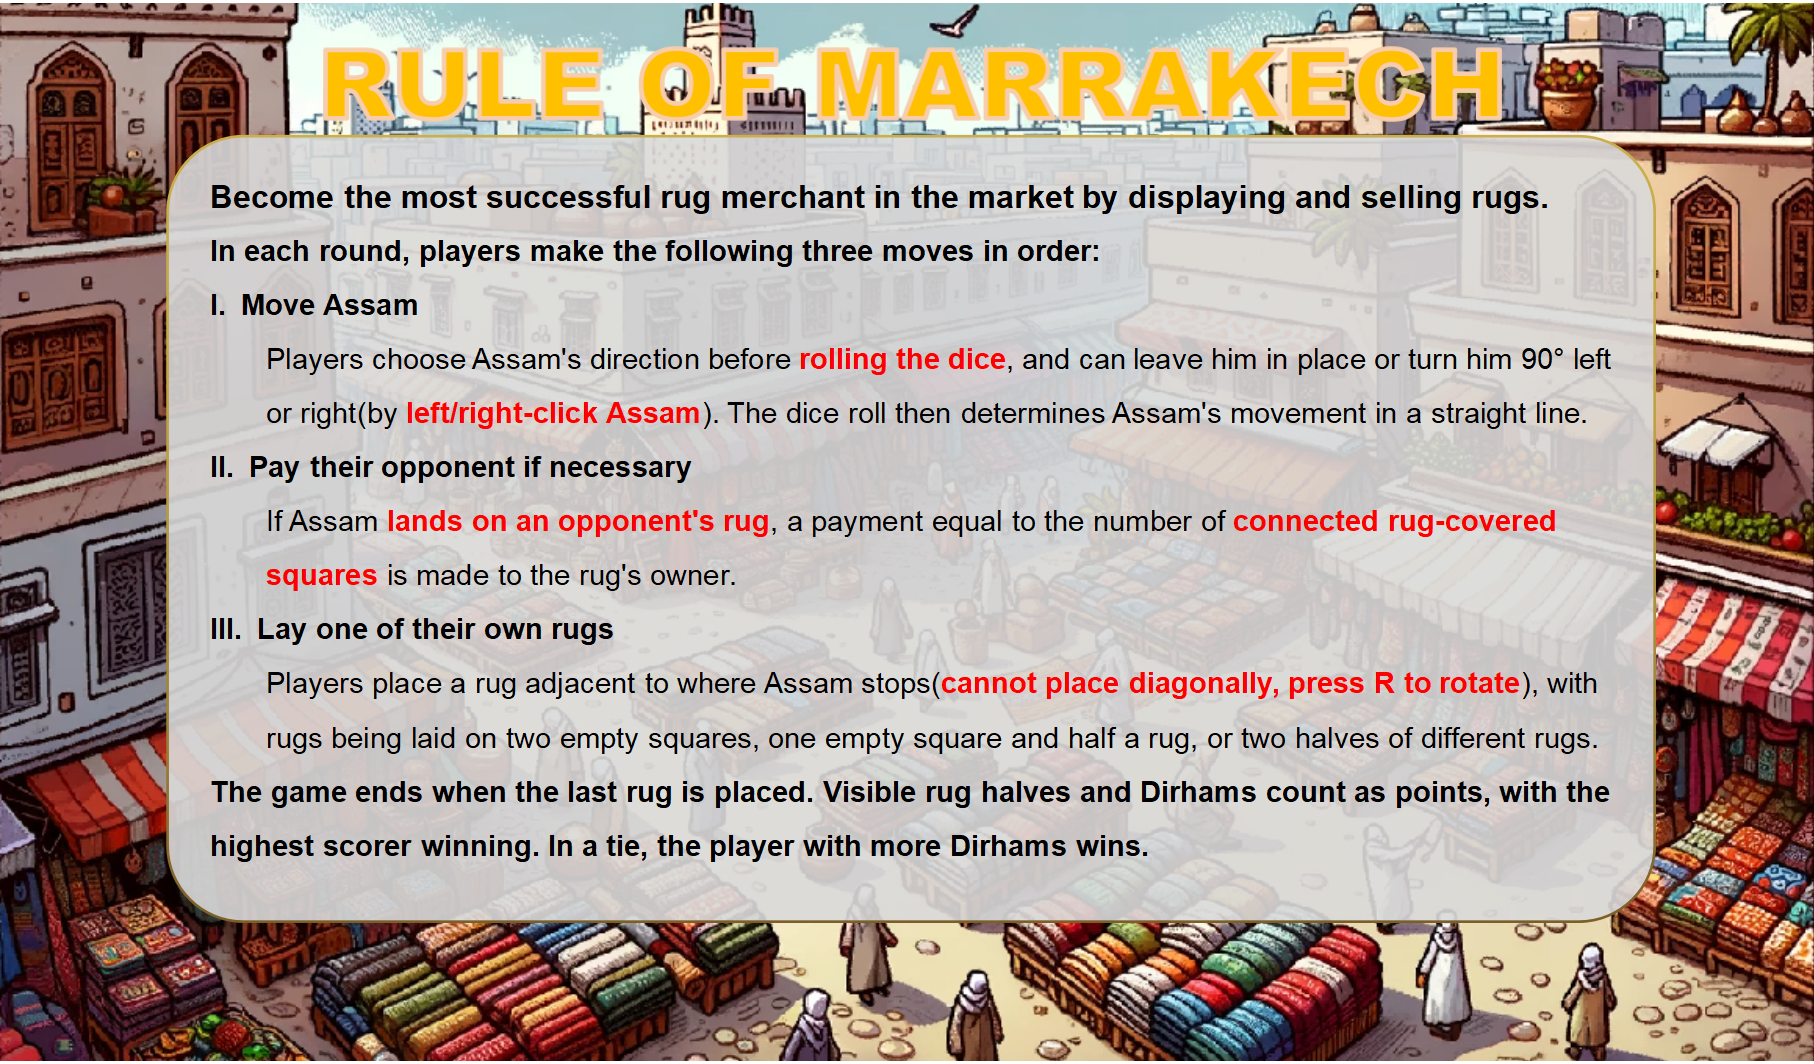 RULE OF MARRAKECH
Become the most successful rug merchant in the market by displaying and selling rugs.
In each round, players make the following three moves in order:
I. Move Assam
Players choose Assam's direction before rolling the dice, and can leave him in place or turn him 90° left
or right(by left/right-click Assam). The dice roll then determines Assam's movement in a straight line.
II. Pay their opponent if necessary
If Assam lands on an opponent's rug, a payment equal to the number of connected rug-covered
squares is made to the rug's owner.
III. Lay one of their own rugs
Players place a rug adjacent to where Assam stops(cannot place diagonally, press R to rotate), with
rugs being laid on two empty squares, one empty square and half a rug, or two halves of different rugs.
The game ends when the last rug is placed. Visible rug halves and Dirhams count as points, with the
highest scorer winning. In a tie, the player with more Dirhams wins.